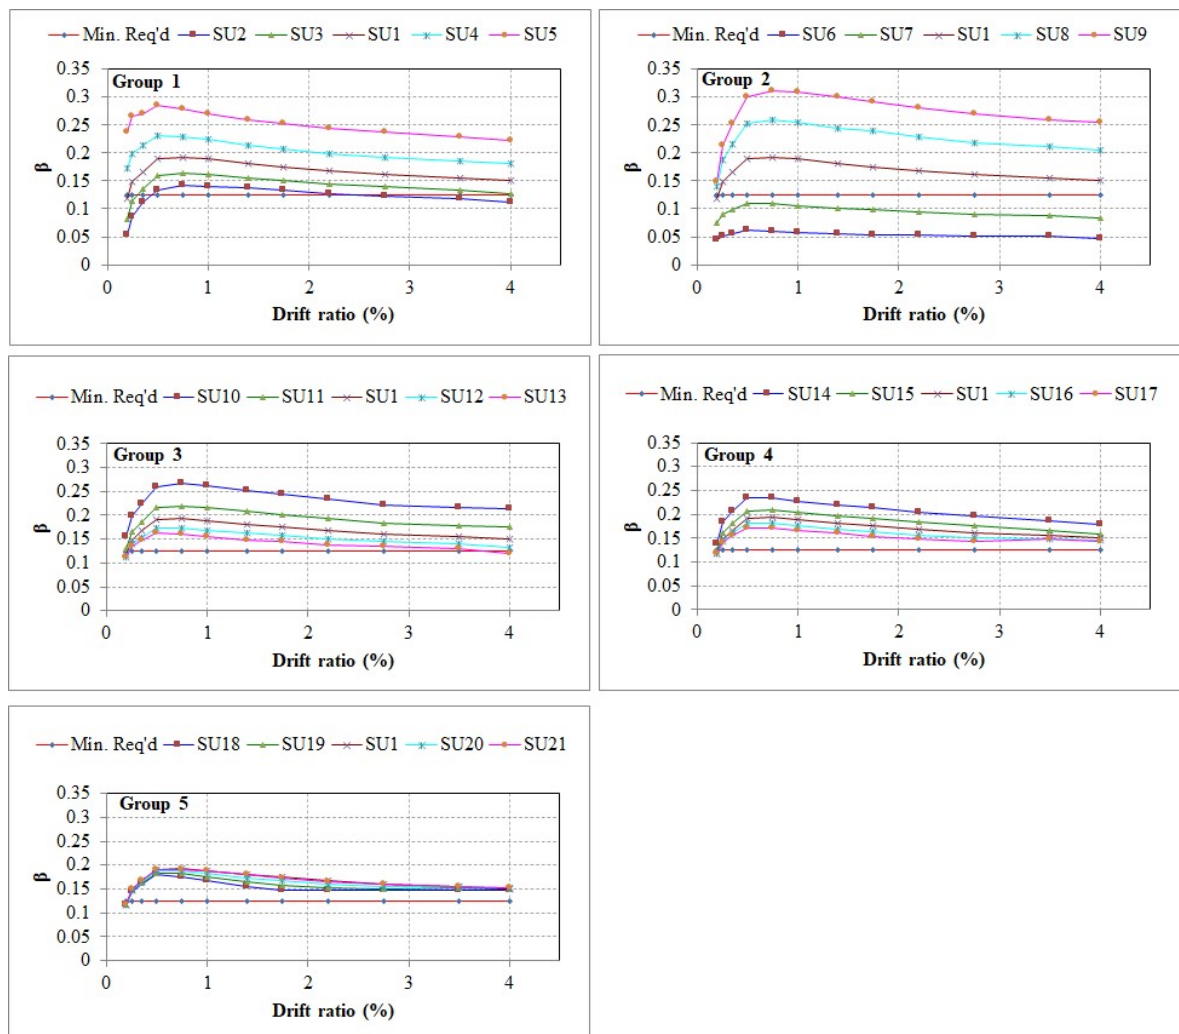 Min. Req'd SU2 SU3 SU1 SU4 SU5
0.35
Group 1
0.3
0.25
0.2
β
0.15
0.1
0.05
0
0 1 2 3 4
Drift ratio (%)
Min. Req'd SU6 SU7 SU1 SU8 SU9
0.35
Group 2
0.3
0.25
0.2
β
0.15
0.1
0.05
0
0 1 2 3 4
Drift ratio (%)
Min. Req'd SU10 SU11 SU1 SU12 SU13
0.35
Group 3
0.3
0.25
0.2
β
0.15
0.1
0.05
0
0 1 2 3 4
Drift ratio (%)
Min. Req'd SU14 SU15 SU1 SU16 SU17
0.35
Group 4
0.3
0.25
0.2
β
0.15
0.1
0.05
0
0 1 2 3 4
Drift ratio (%)
Min. Req'd SU18 SU19 SU1 SU20 SU21
0.35
Group 5
0.3
0.25
0.2
β
0.15
0.1
0.05
0
0 1 2 3 4
Drift ratio (%)